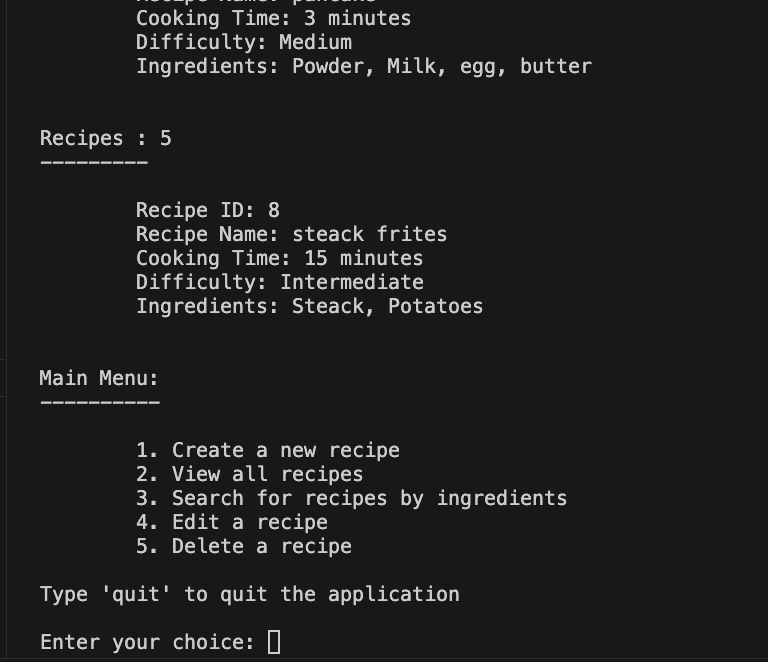 Recipe Name: pancake
Cooking Time: 3 minutes
Difficulty: Medium
Ingredients: Powder, Milk, egg, butter
Recipes : 5
---------
Recipe ID: 8
Recipe Name: steack frites
Cooking Time: 15 minutes
Difficulty: Intermediate
Ingredients: Steack, Potatoes
Main Menu:
----------
1. Create a new recipe
2. View all recipes
3. Search for recipes by ingredients
4. Edit a recipe
5. Delete a recipe
Type 'quit' to quit the application
Enter your choice: